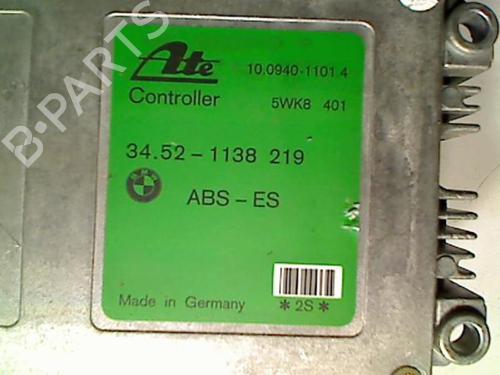 Ate
10.0940-1101.4
Controller
5WK8 401
34.52-1138 219
ABS-ES
Made in Germany
*2S*
B-PARTS